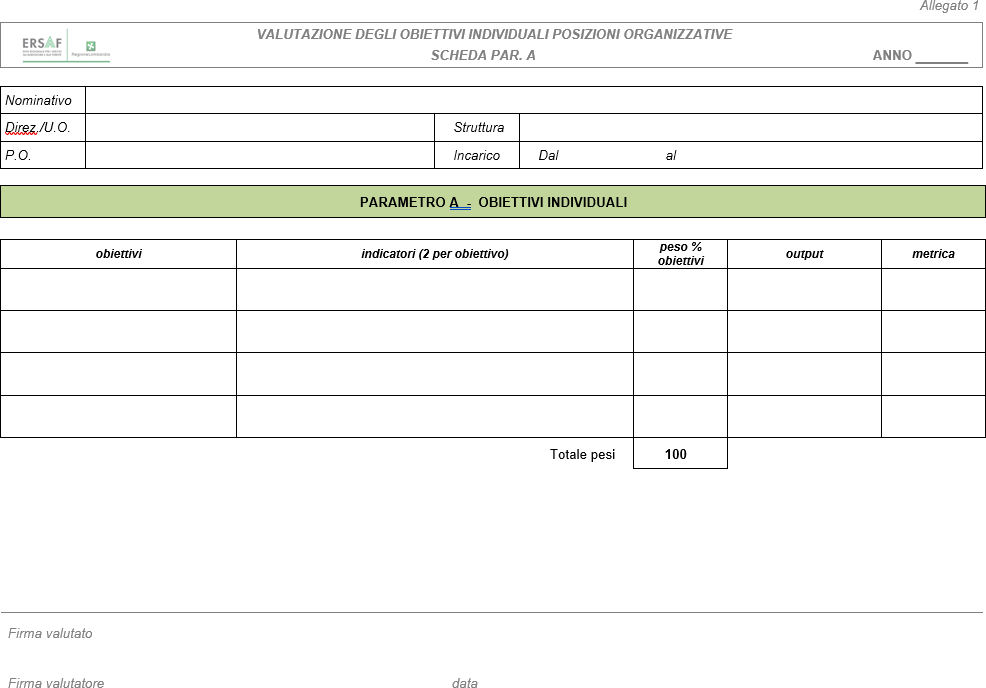 Allegato 1
VALUTAZIONE DEGLI OBIETTIVI INDIVIDUALI POSIZIONI ORGANIZZATIVE
ERSAF
RegioneLombardia
SCHEDA PAR. A
ANNO _______
Nominativo
Direz./U.O. Struttura
P.O. Incarico Dal al
PARAMETRO A - OBIETTIVI INDIVIDUALI
obiettivi indicatori (2 per obiettivo) peso % obiettivi output metrica
Totale pesi 100
Firma valutato
Firma valutatore data